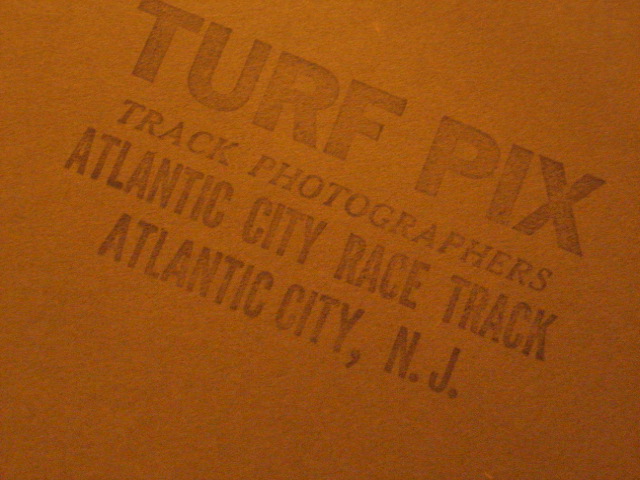 TURF PIX
TRACK PHOTOGRAPHERS
ATLANTIC CITY RACE TRACK
ATLANTIC CITY, N.J.